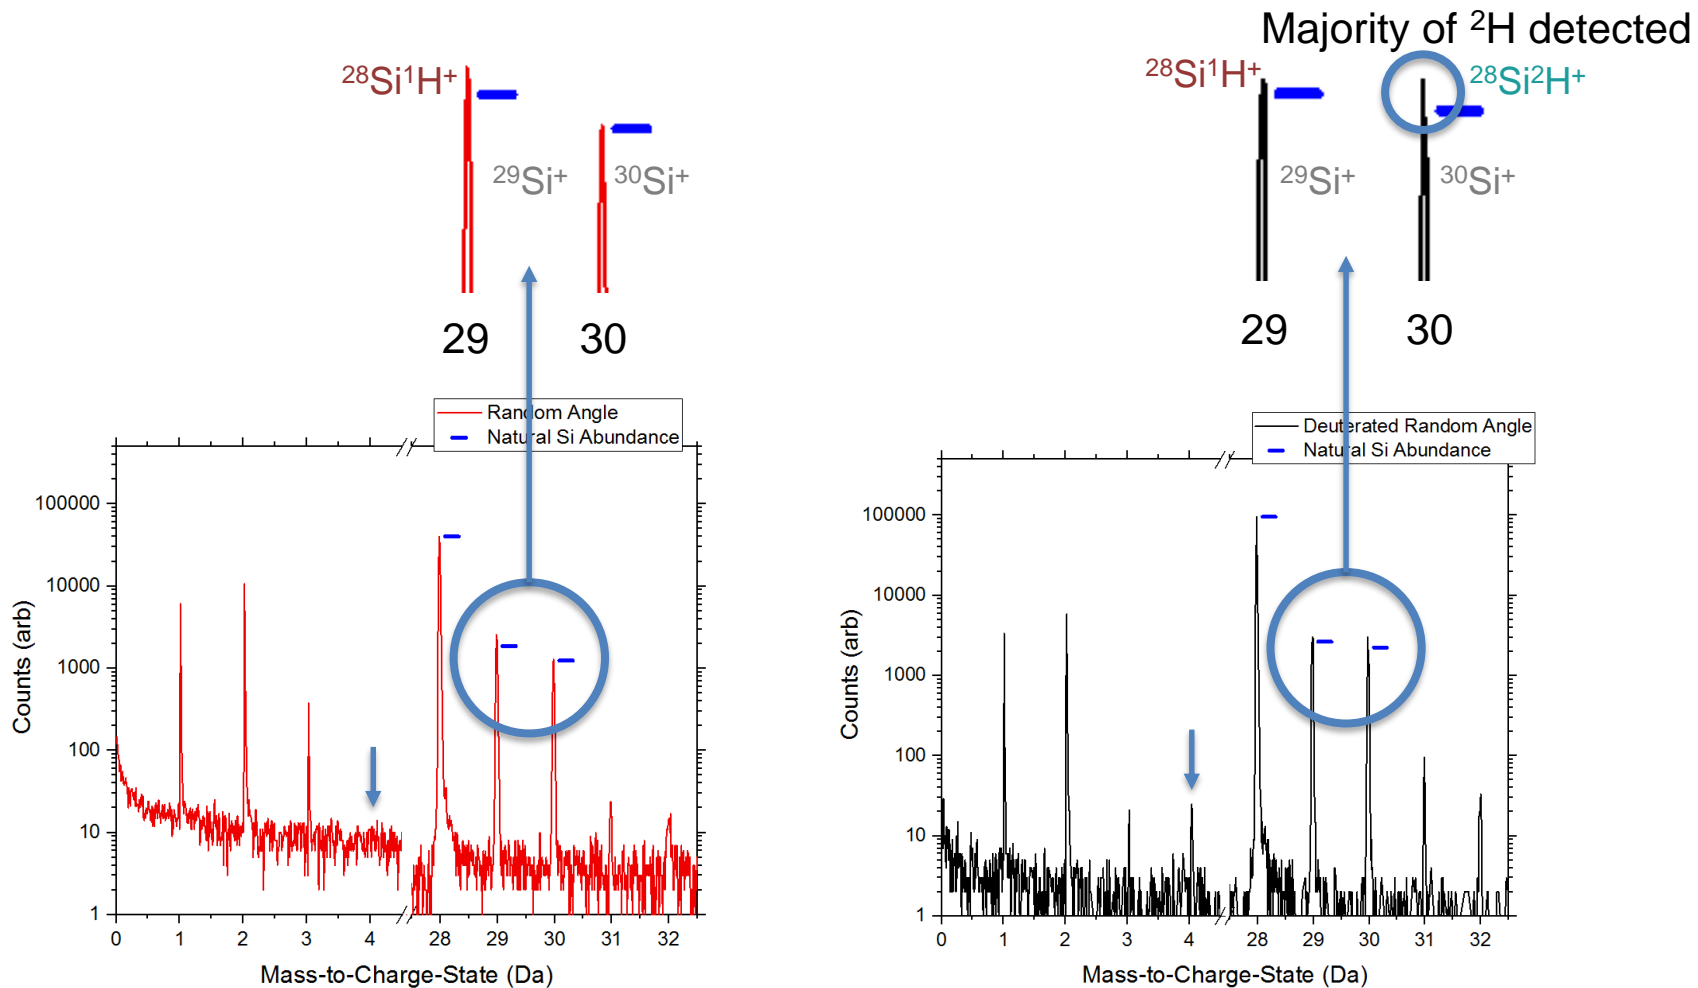 Majority of ²H detected
²⁸Si¹H⁺
²⁹Si⁺
³⁰Si⁺
29
30
²⁸Si¹H⁺
²⁸Si²H⁺
²⁹Si⁺
³⁰Si⁺
29
30
Random Angle
Natural Si Abundance
100000
10000
1000
100
10
1
Counts (arb)
0 1 2 3 4 28 29 30 31 32
Mass-to-Charge-State (Da)
Deuterated Random Angle
Natural Si Abundance
100000
10000
1000
100
10
1
Counts (arb)
0 1 2 3 4 28 29 30 31 32
Mass-to-Charge-State (Da)